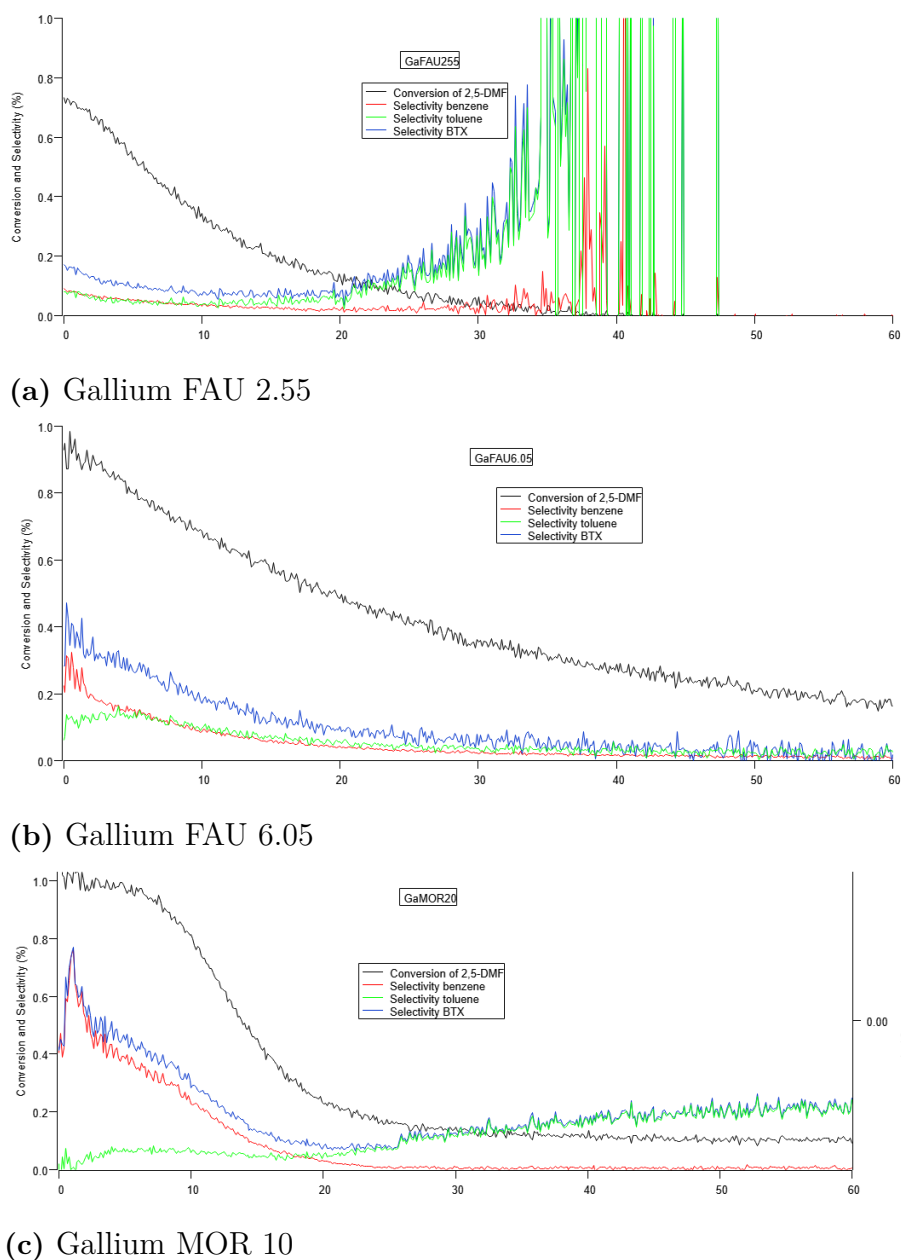 GaFAU255
Conversion of 2,5-DMF
Selectivity benzene
Selectivity toluene
Selectivity BTX
Conversion and Selectivity (%)
1.0
0.8
0.6
0.4
0.2
0.0
0 10 20 30 40 50 60
(a) Gallium FAU 2.55
GaFAU6.05
Conversion of 2,5-DMF
Selectivity benzene
Selectivity toluene
Selectivity BTX
Conversion and Selectivity (%)
1.0
0.8
0.6
0.4
0.2
0.0
0 10 20 30 40 50 60
(b) Gallium FAU 6.05
GaMOR20
Conversion of 2,5-DMF
Selectivity benzene
Selectivity toluene
Selectivity BTX
Conversion and Selectivity (%)
1.0
0.8
0.6
0.4
0.2
0.0
0.00
0 10 20 30 40 50 60
(c) Gallium MOR 10